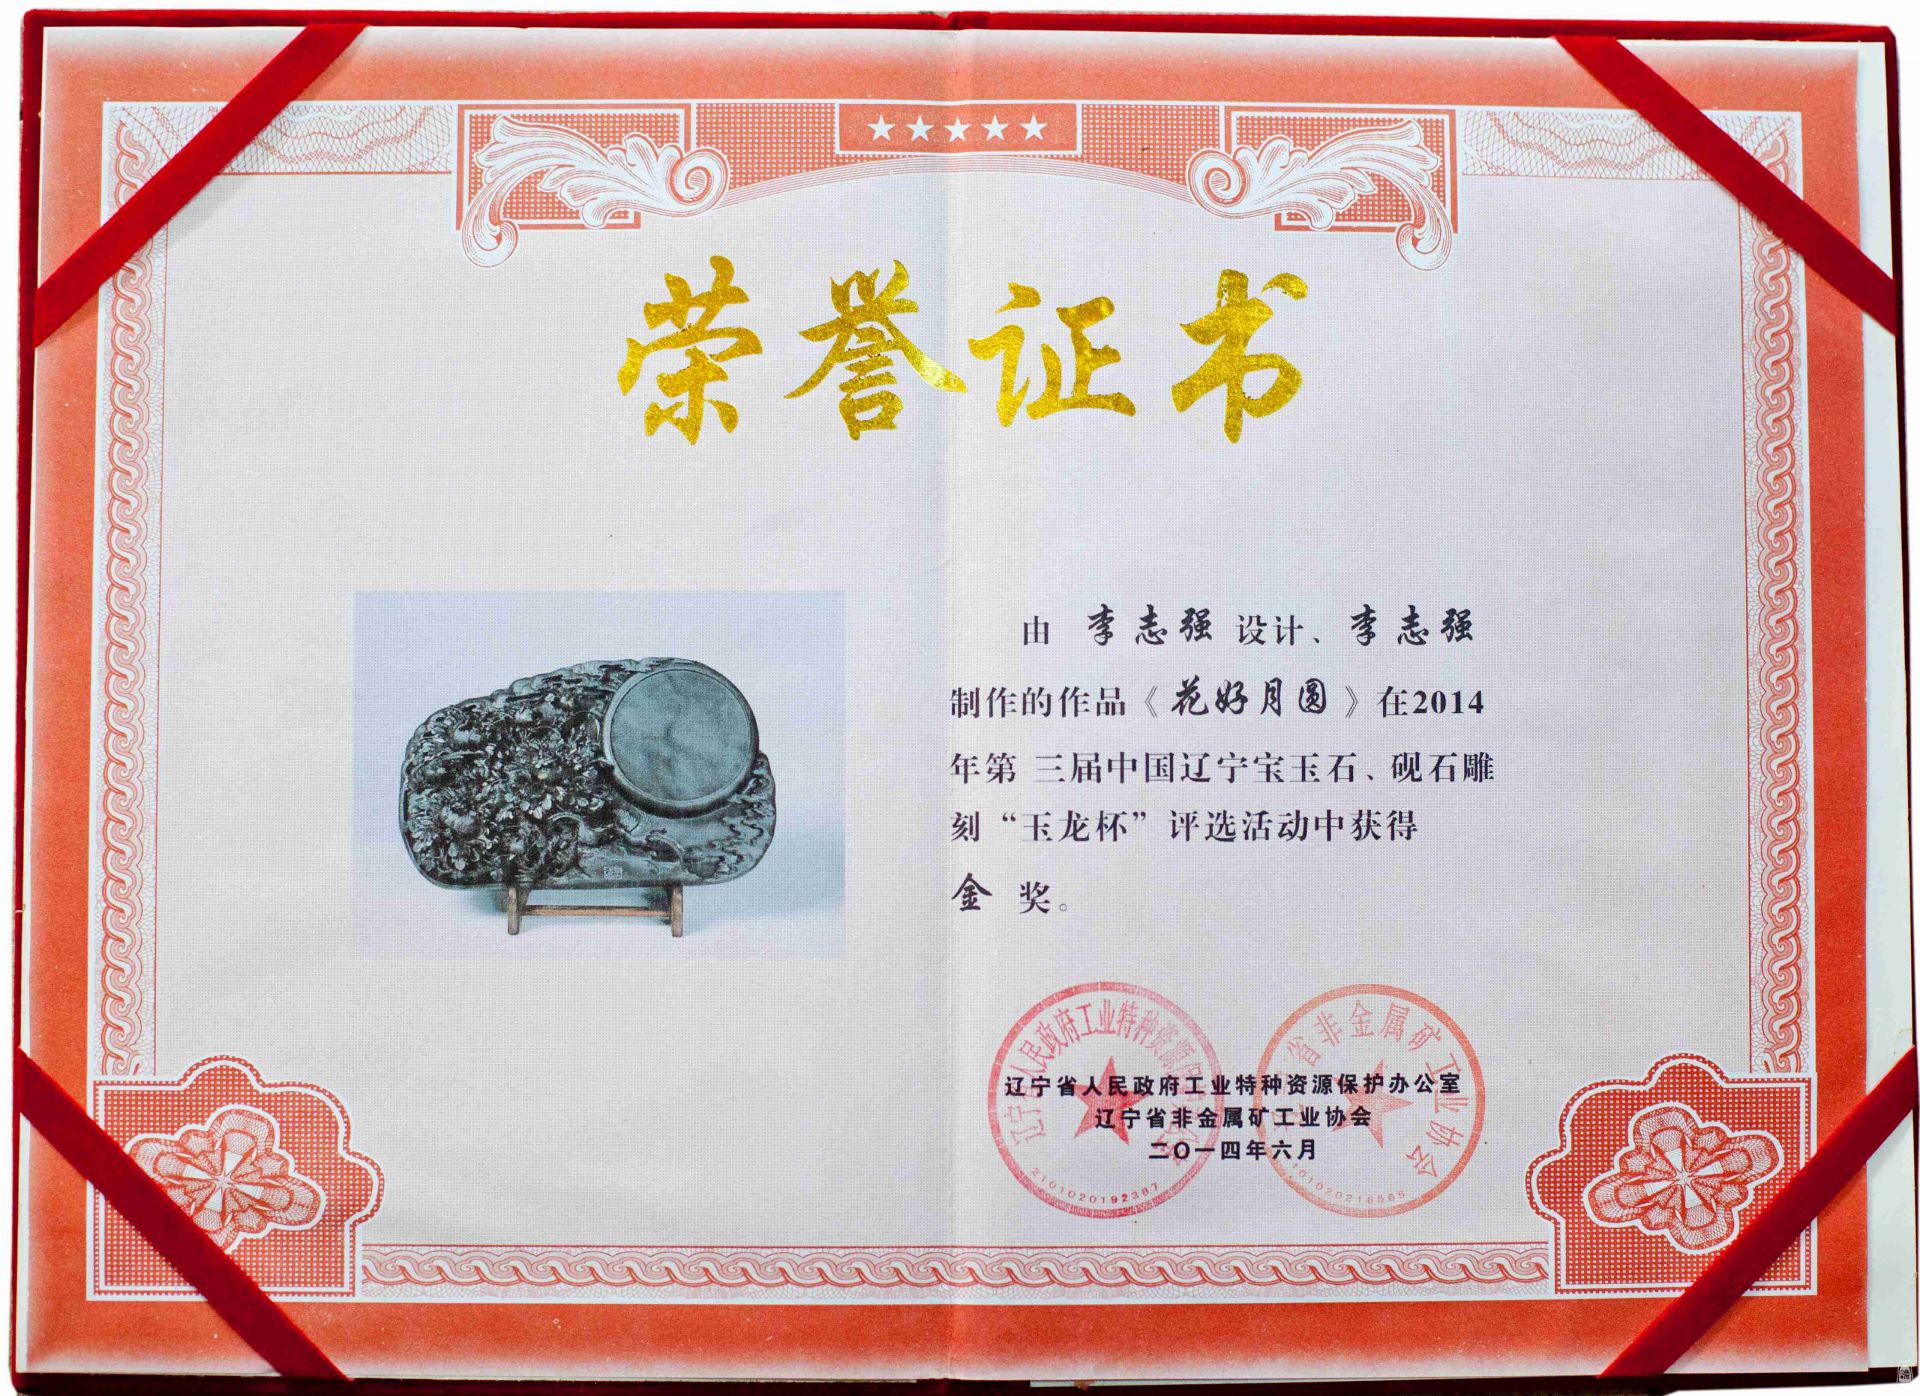 荣誉证书
由 李志强 设计、李志强
制作的作品《花好月圆》在2014
年第 三届中国辽宁宝玉石、砚石雕
刻“玉龙杯”评选活动中获得
金 奖。
辽宁省人民政府工业特种资源保护办公室
辽宁省非金属矿工业协会
二〇一四年六月
2101020192387